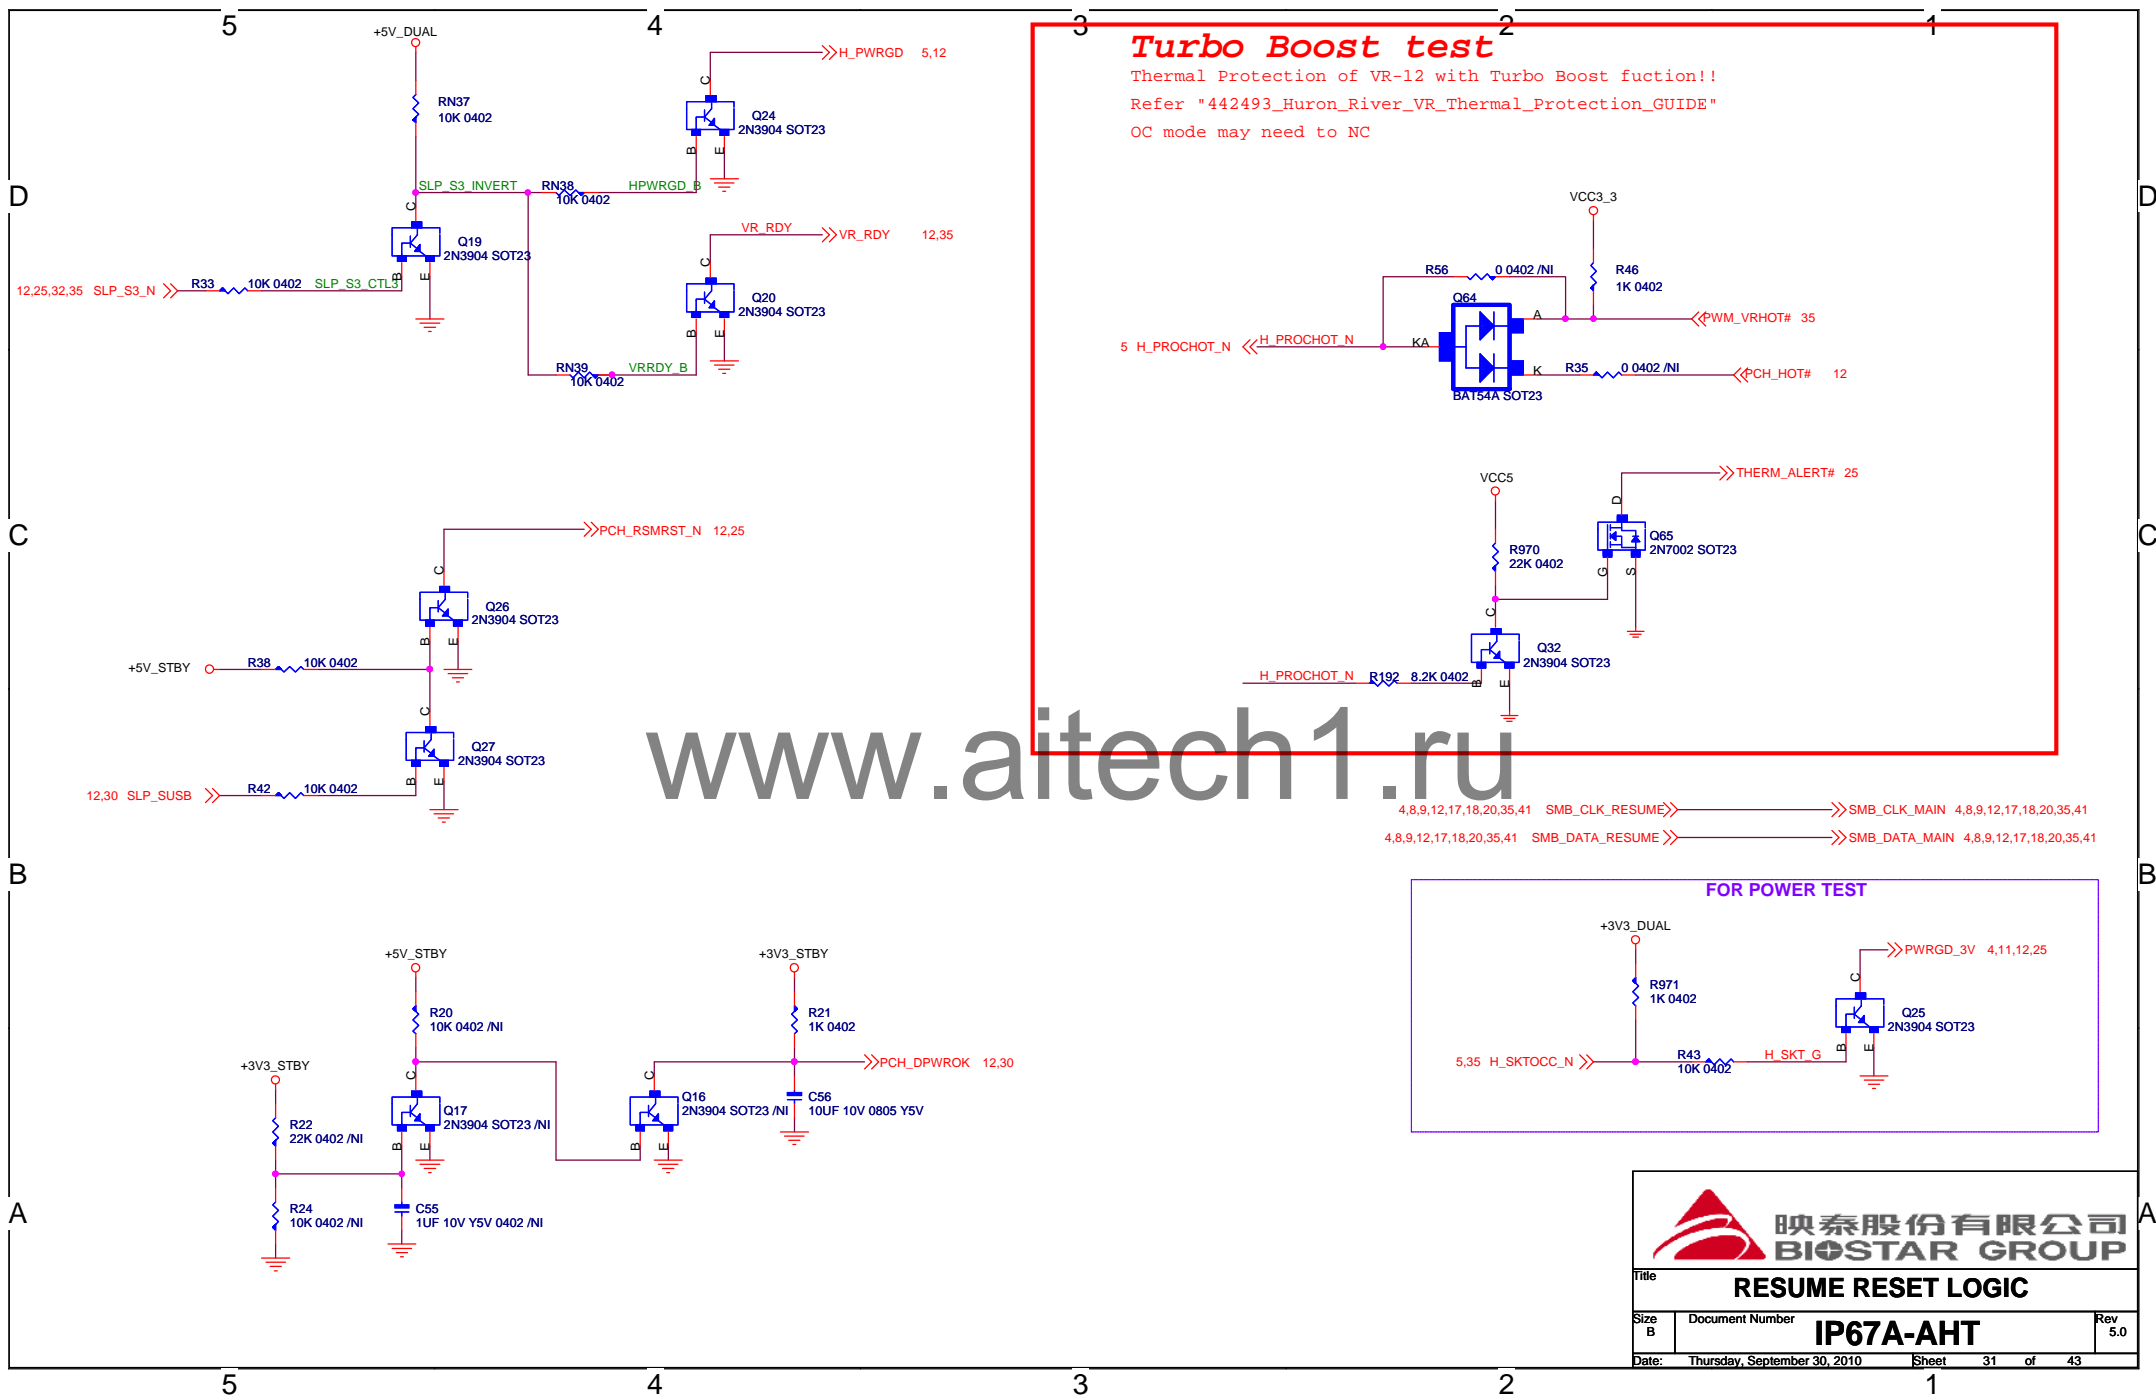 5 4 3 2 1
D
C
B
A
D
C
B
A
5 4 3 2 1
+5V_DUAL
RN37
10K 0402
SLP_S3_INVERT
RN38
10K 0402
HPWRGD_B
C
B
E
Q24
2N3904 SOT23
H_PWRGD 5,12
C
B
E
Q19
2N3904 SOT23
12,25,32,35 SLP_S3_N
R33
10K 0402
SLP_S3_CTL3
VR_RDY
VR_RDY 12,35
C
B
E
Q20
2N3904 SOT23
RN39
10K 0402
VRRDY_B
Turbo Boost test
Thermal Protection of VR-12 with Turbo Boost fuction!!
Refer "442493_Huron_River_VR_Thermal_Protection_GUIDE"
OC mode may need to NC
VCC3_3
R56
0 0402 /NI
R46
1K 0402
Q64
A
KA
K
BAT54A SOT23
PWM_VRHOT# 35
5 H_PROCHOT_N
H_PROCHOT_N
R35
0 0402 /NI
PCH_HOT# 12
VCC5
THERM_ALERT# 25
R970
22K 0402
D
G
S
Q65
2N7002 SOT23
C
B
E
Q32
2N3904 SOT23
H_PROCHOT_N
R192
8.2K 0402
PCH_RSMRST_N 12,25
C
B
E
Q26
2N3904 SOT23
+5V_STBY
R38
10K 0402
C
B
E
Q27
2N3904 SOT23
12,30 SLP_SUSB
R42
10K 0402
www.aitech1.ru
4,8,9,12,17,18,20,35,41 SMB_CLK_RESUME
SMB_CLK_MAIN 4,8,9,12,17,18,20,35,41
4,8,9,12,17,18,20,35,41 SMB_DATA_RESUME
SMB_DATA_MAIN 4,8,9,12,17,18,20,35,41
FOR POWER TEST
+3V3_DUAL
R971
1K 0402
PWRGD_3V 4,11,12,25
C
B
E
Q25
2N3904 SOT23
5,35 H_SKTOCC_N
R43
10K 0402
H_SKT_G
+5V_STBY
R20
10K 0402 /NI
+3V3_STBY
R21
1K 0402
PCH_DPWROK 12,30
+3V3_STBY
R22
22K 0402 /NI
C
B
E
Q17
2N3904 SOT23 /NI
C
B
E
Q16
2N3904 SOT23 /NI
C56
10UF 10V 0805 Y5V
R24
10K 0402 /NI
C55
1UF 10V Y5V 0402 /NI
映泰股份有限公司
BIOSTAR GROUP
Title
RESUME RESET LOGIC
Size
B
Document Number
IP67A-AHT
Rev
5.0
Date: Thursday, September 30, 2010
Sheet 31 of 43